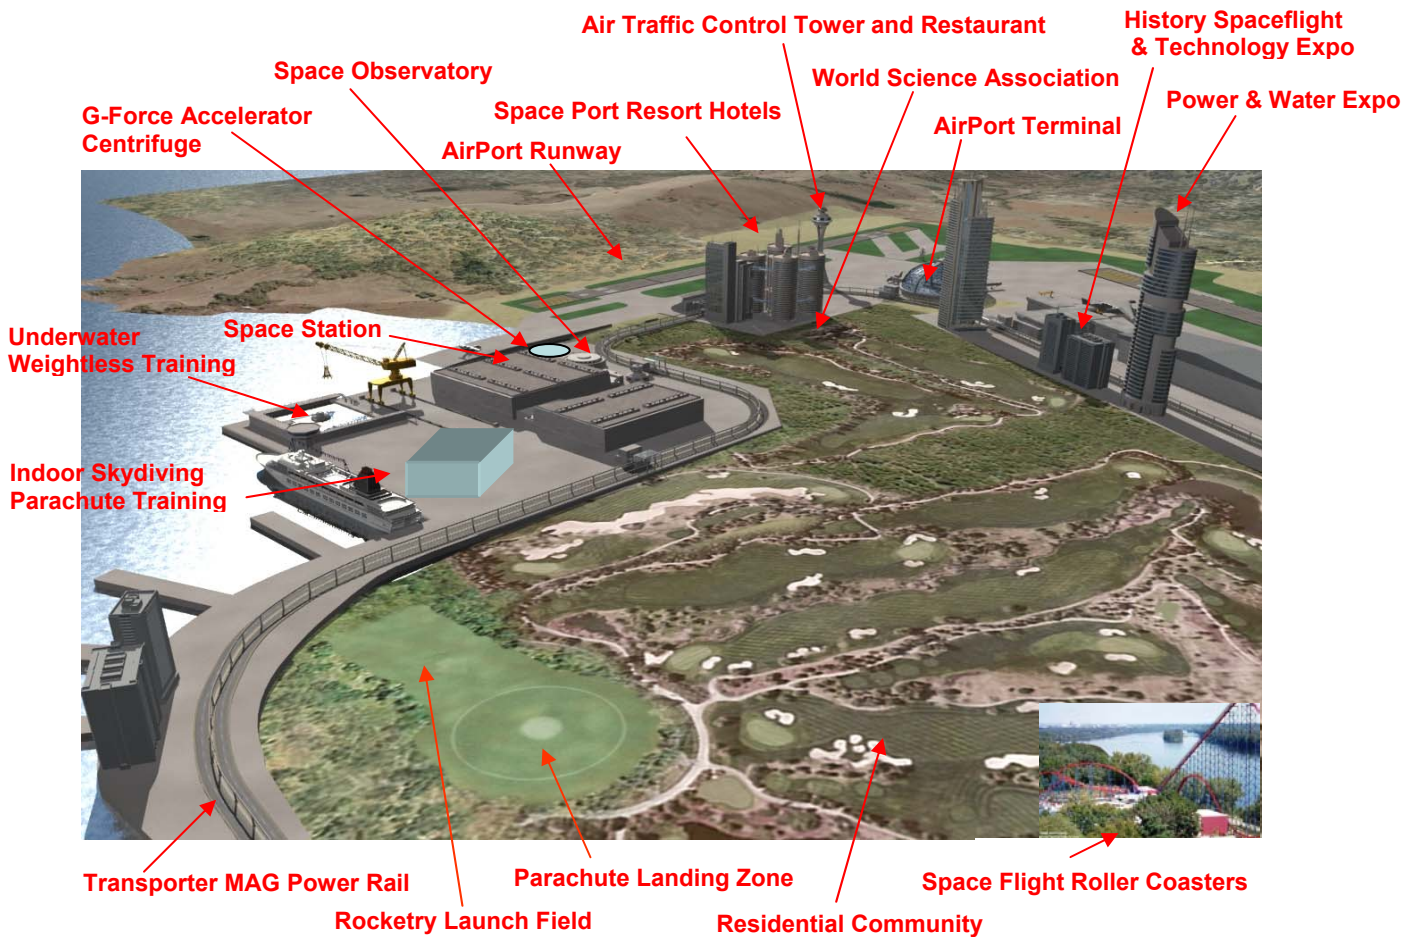 Air Traffic Control Tower and Restaurant
History Spaceflight
& Technology Expo
Space Observatory
World Science Association
Power & Water Expo
G-Force Accelerator
Centrifuge
Space Port Resort Hotels
AirPort Terminal
AirPort Runway
Underwater
Weightless Training
Space Station
Indoor Skydiving
Parachute Training
Transporter MAG Power Rail
Parachute Landing Zone
Space Flight Roller Coasters
Rocketry Launch Field
Residential Community